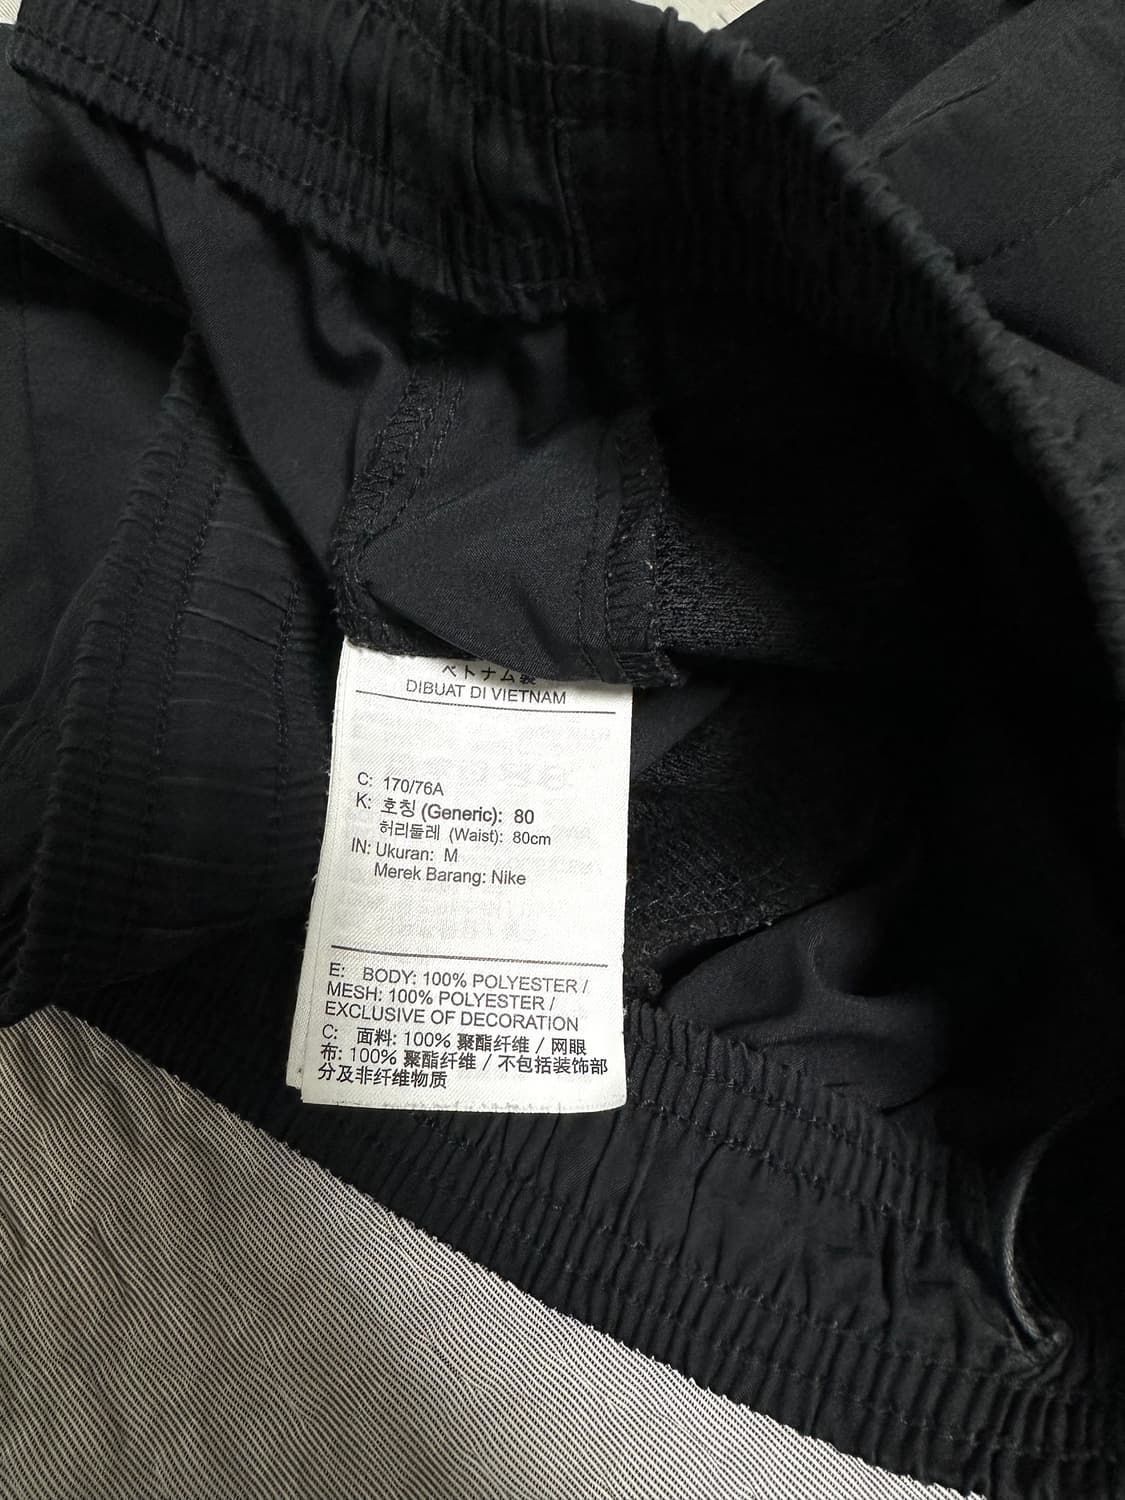 ベトナム製
DIBUAT DI VIETNAM
C: 170/76A
K: 호칭 (Generic): 80
허리둘레 (Waist): 80cm
IN: Ukuran: M
Merek Barang: Nike
E: BODY: 100% POLYESTER /
MESH: 100% POLYESTER /
EXCLUSIVE OF DECORATION
C: 面料: 100% 聚酯纤维 / 网眼
布: 100% 聚酯纤维 / 不包括装饰部
分及非纤维物质